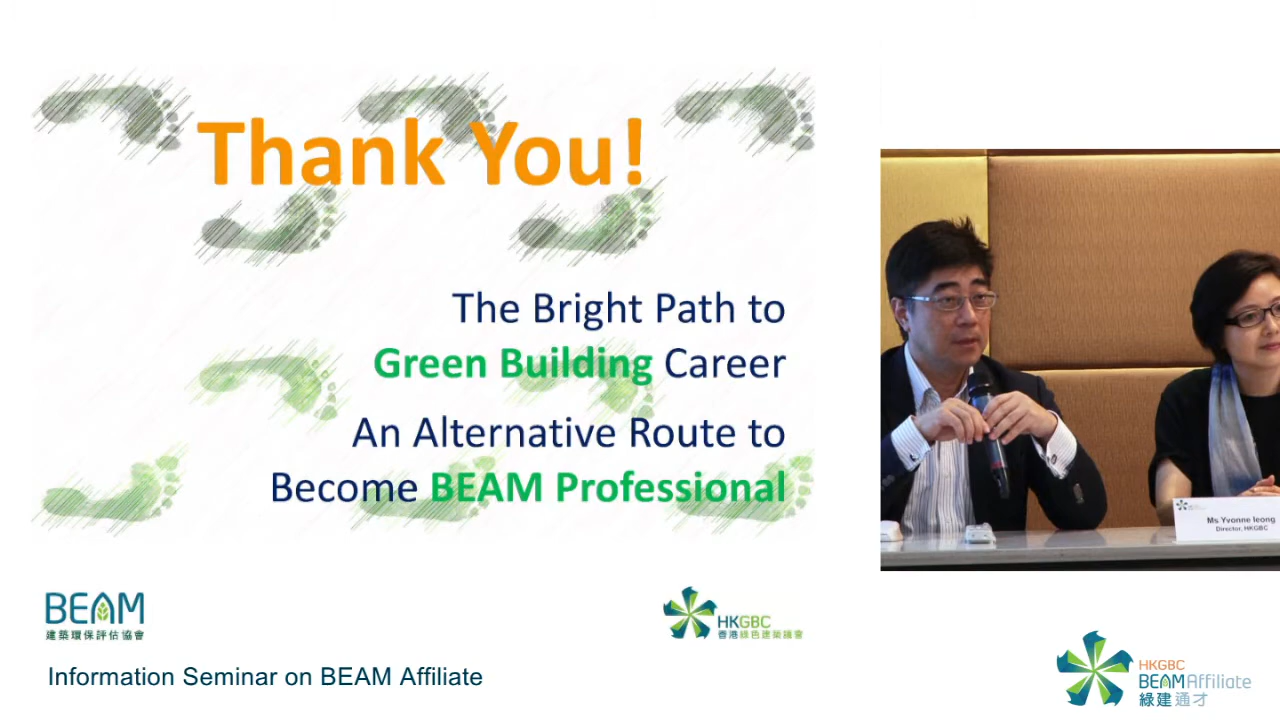 Thank You!
The Bright Path to
Green Building Career
An Alternative Route to
Become BEAM Professional
Ms Yvonne Ieong
Director, HKGBC
BEAM
建築環保評估協會
HKGBC
香港綠色建築議會
Information Seminar on BEAM Affiliate
HKGBC
BEAM Affiliate
綠建通才